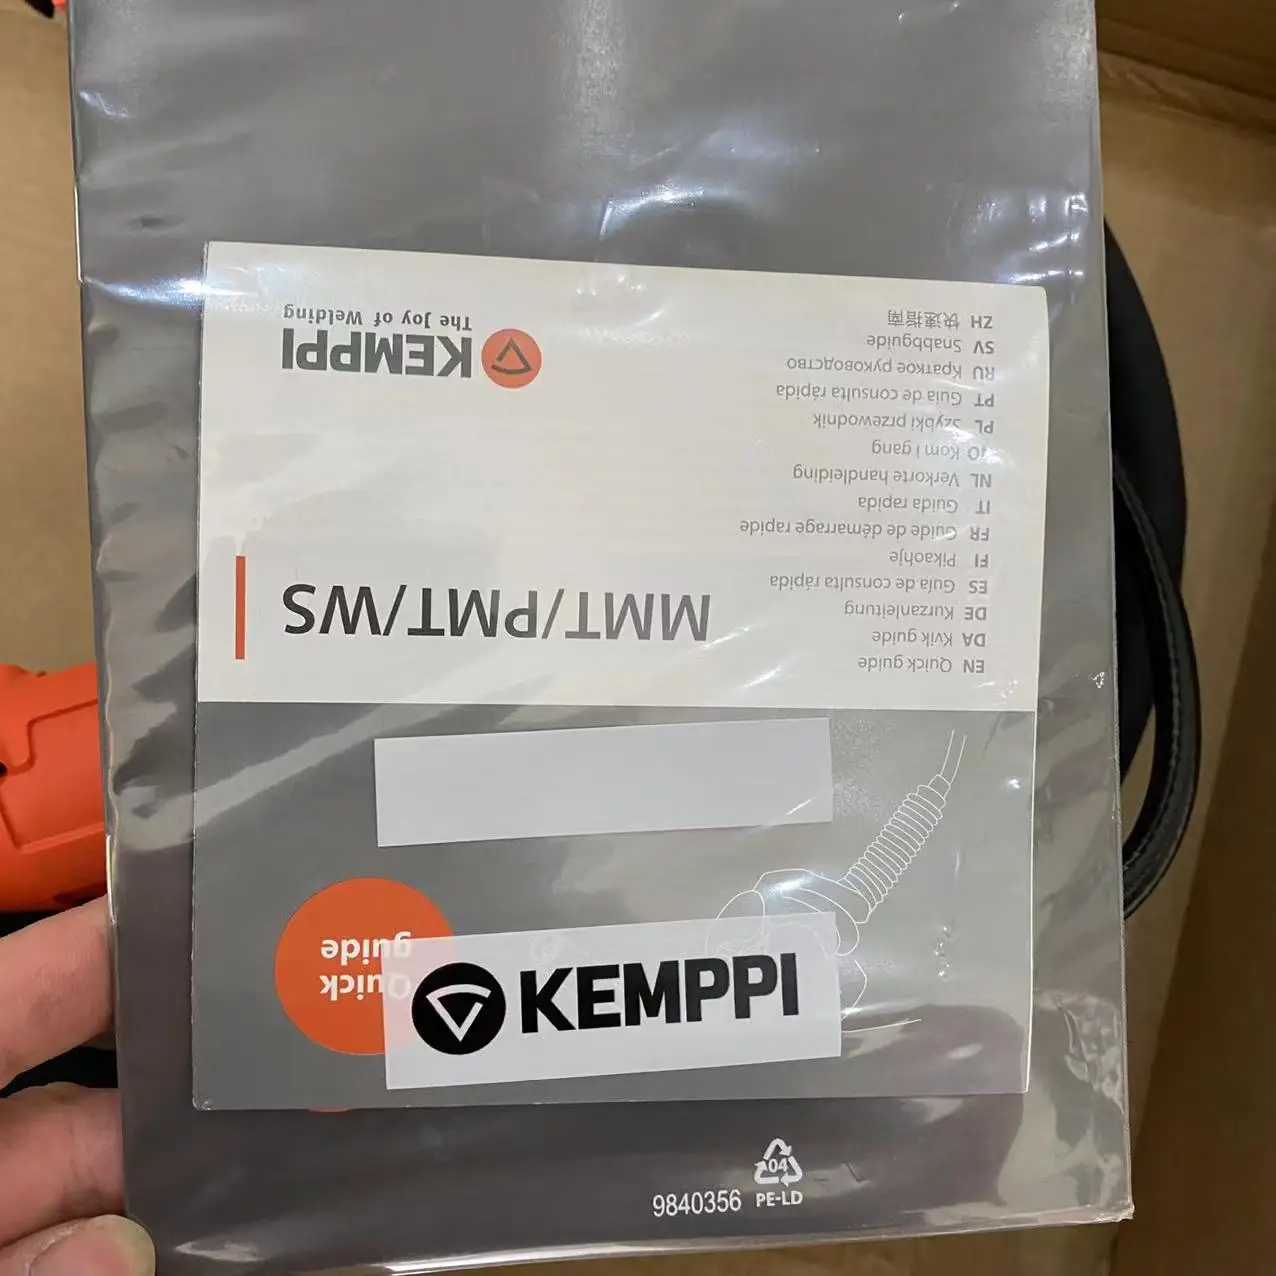 KEMPPI
The Joy of Welding
MMT/PMT/WS
EN Quick guide
DA Kvik guide
DE Kurzanleitung
ES Guía de consulta rápida
FI Pikaohje
FR Guide de démarrage rapide
IT Guida rapida
NL Verkorte handleiding
NO Kom i gang
PL Szybki przewodnik
PT Guia de consulta rápida
RU Краткое руководство
SV Snabbguide
ZH 快速指南
Quick
guide
KEMPPI
04
9840356 PE-LD